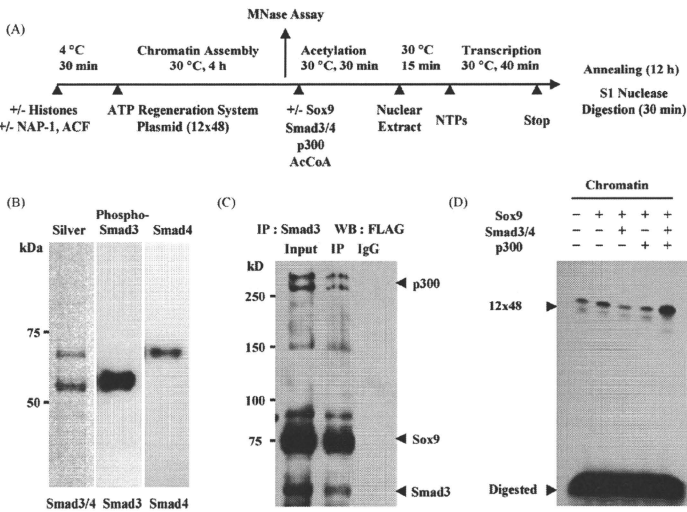 (A)
MNase Assay
4 °C
30 min
Chromatin Assembly
30 °C, 4 h
Acetylation
30 °C, 30 min
30 °C
15 min
Transcription
30 °C, 40 min
Annealing (12 h)
S1 Nuclease
Digestion (30 min)
+/- Histones
+/- NAP-1, ACF
ATP Regeneration System
Plasmid (12x48)
+/- Sox9
Smad3/4
p300
AcCoA
Nuclear
Extract
NTPs
Stop
(B)
Silver
Phospho-
Smad3
Smad4
kDa
75
50
Smad3/4 Smad3 Smad4
(C)
IP : Smad3 WB : FLAG
Input IP IgG
kD
250
150
100
75
p300
Sox9
Smad3
(D)
Chromatin
Sox9 - + + + +
Smad3/4 - - + - +
p300 - - - + +
12x48
Digested